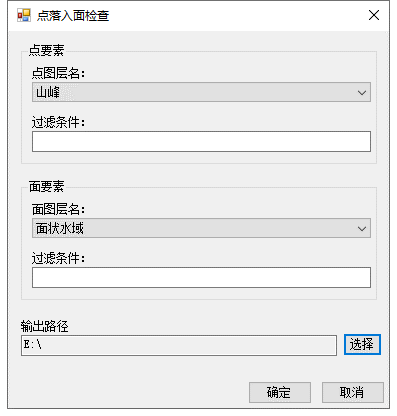 点落入面检查
点要素
点图层名：
山峰
过滤条件：
面要素
面图层名：
面状水域
过滤条件：
输出路径
E:\
选择
确定
取消